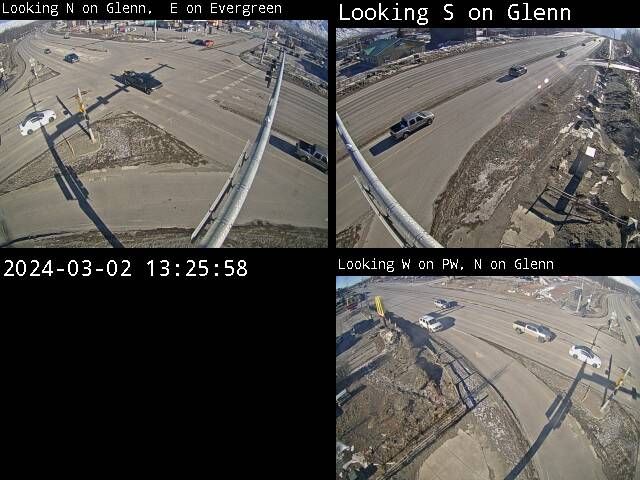 Looking N on Glenn,  E on Evergreen
Looking S on Glenn
2024-03-02 13:25:58
Looking W on PW, N on Glenn